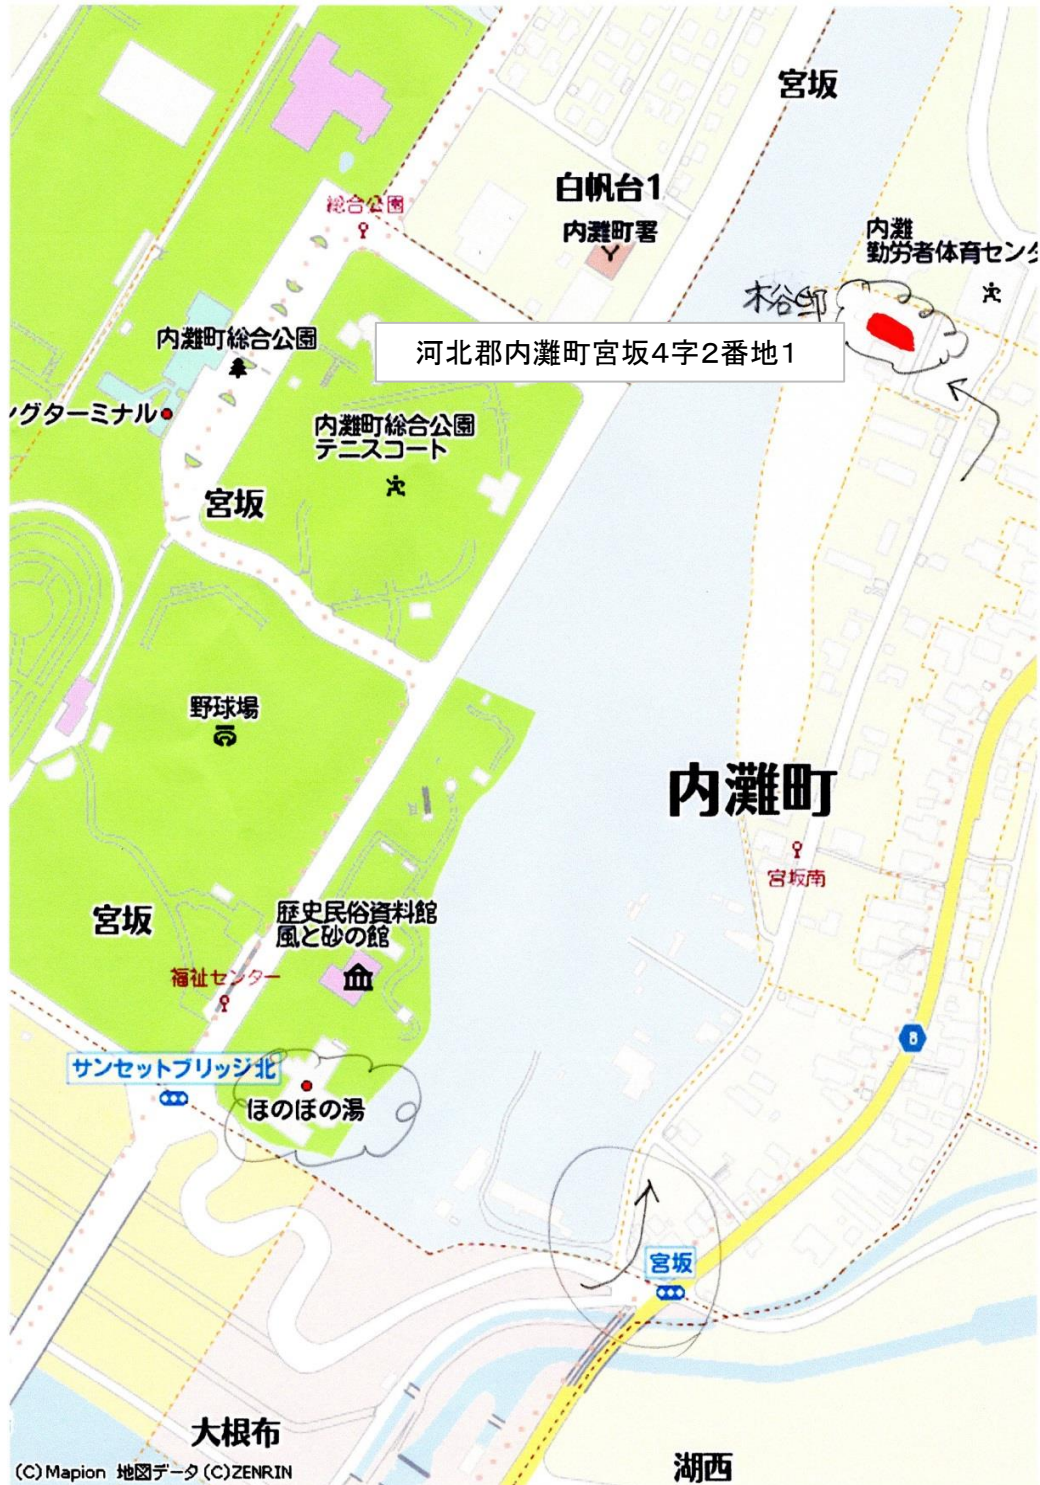 宮坂
白帆台1
内灘町署
総合公園
内灘
勤労者体育センタ
木谷邸
内灘町総合公園
河北郡内灘町宮坂4字2番地1
ングターミナル
内灘町総合公園
テニスコート
宮坂
野球場
内灘町
宮坂南
宮坂
歴史民俗資料館
風と砂の館
福祉センター
8
サンセットブリッジ北
ほのぼの湯
宮坂
大根布
湖西
(C)Mapion 地図データ(C)ZENRIN